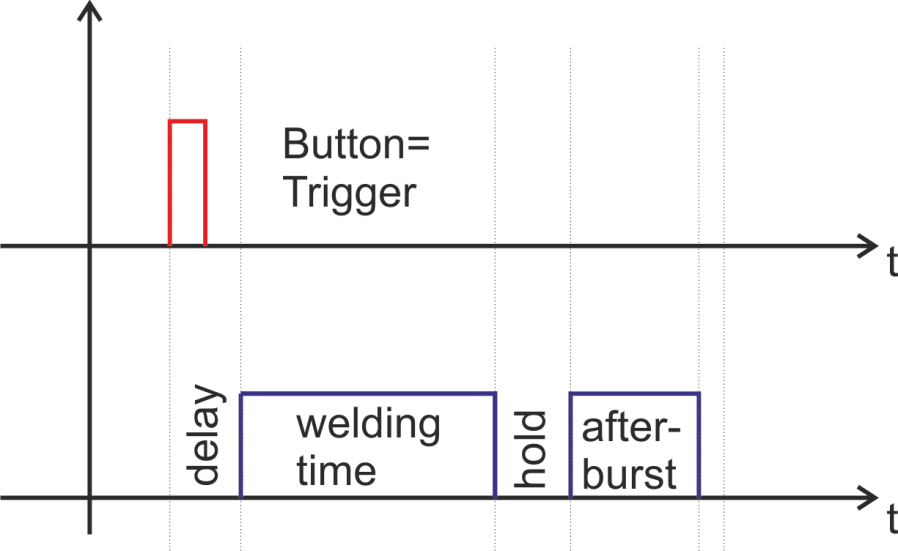 Button=
Trigger
t
delay
welding
time
hold
after-
burst
t